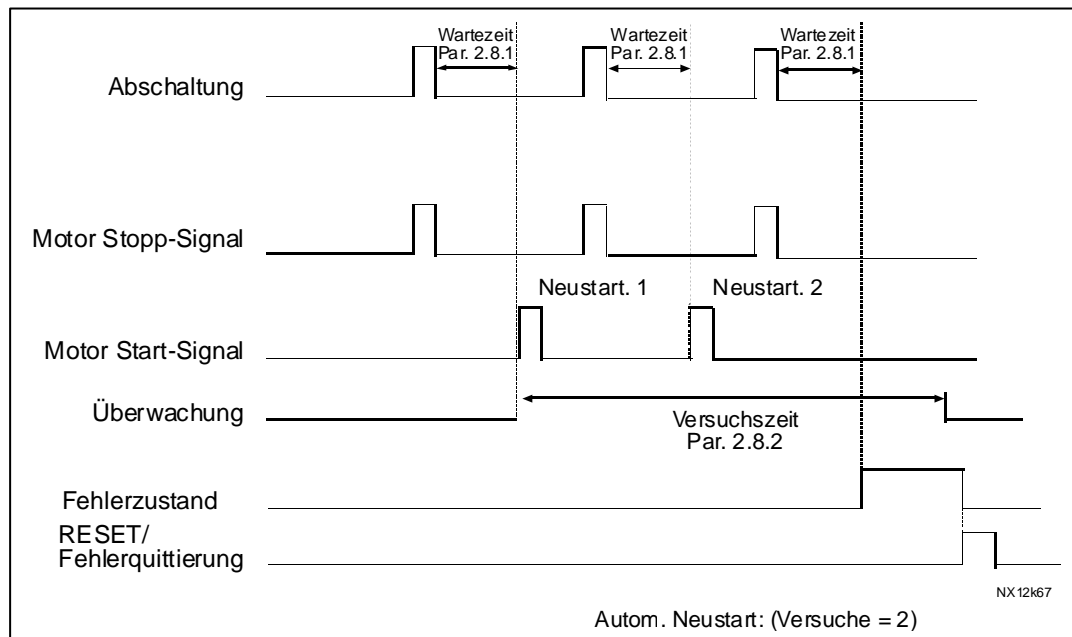 Wartezeit
Par. 2.8.1
Wartezeit
Par. 2.8.1
Wartezeit
Par. 2.8.1
Abschaltung
Motor Stopp-Signal
Neustart. 1
Neustart. 2
Motor Start-Signal
Überwachung
Versuchszeit
Par. 2.8.2
Fehlerzustand
RESET/
Fehlerquittierung
NX12k67
Autom. Neustart: (Versuche = 2)